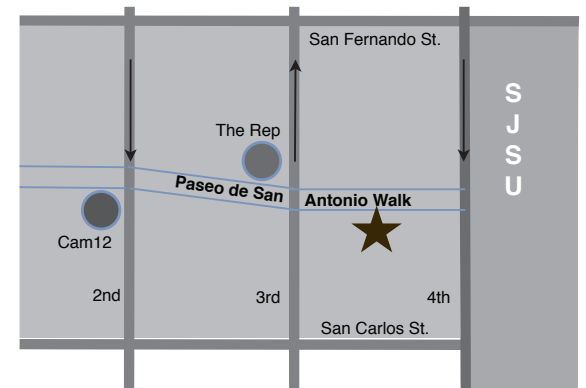 San Fernando St.
S
J
S
U
The Rep
Paseo de San Antonio Walk
Cam12
2nd
3rd
4th
San Carlos St.